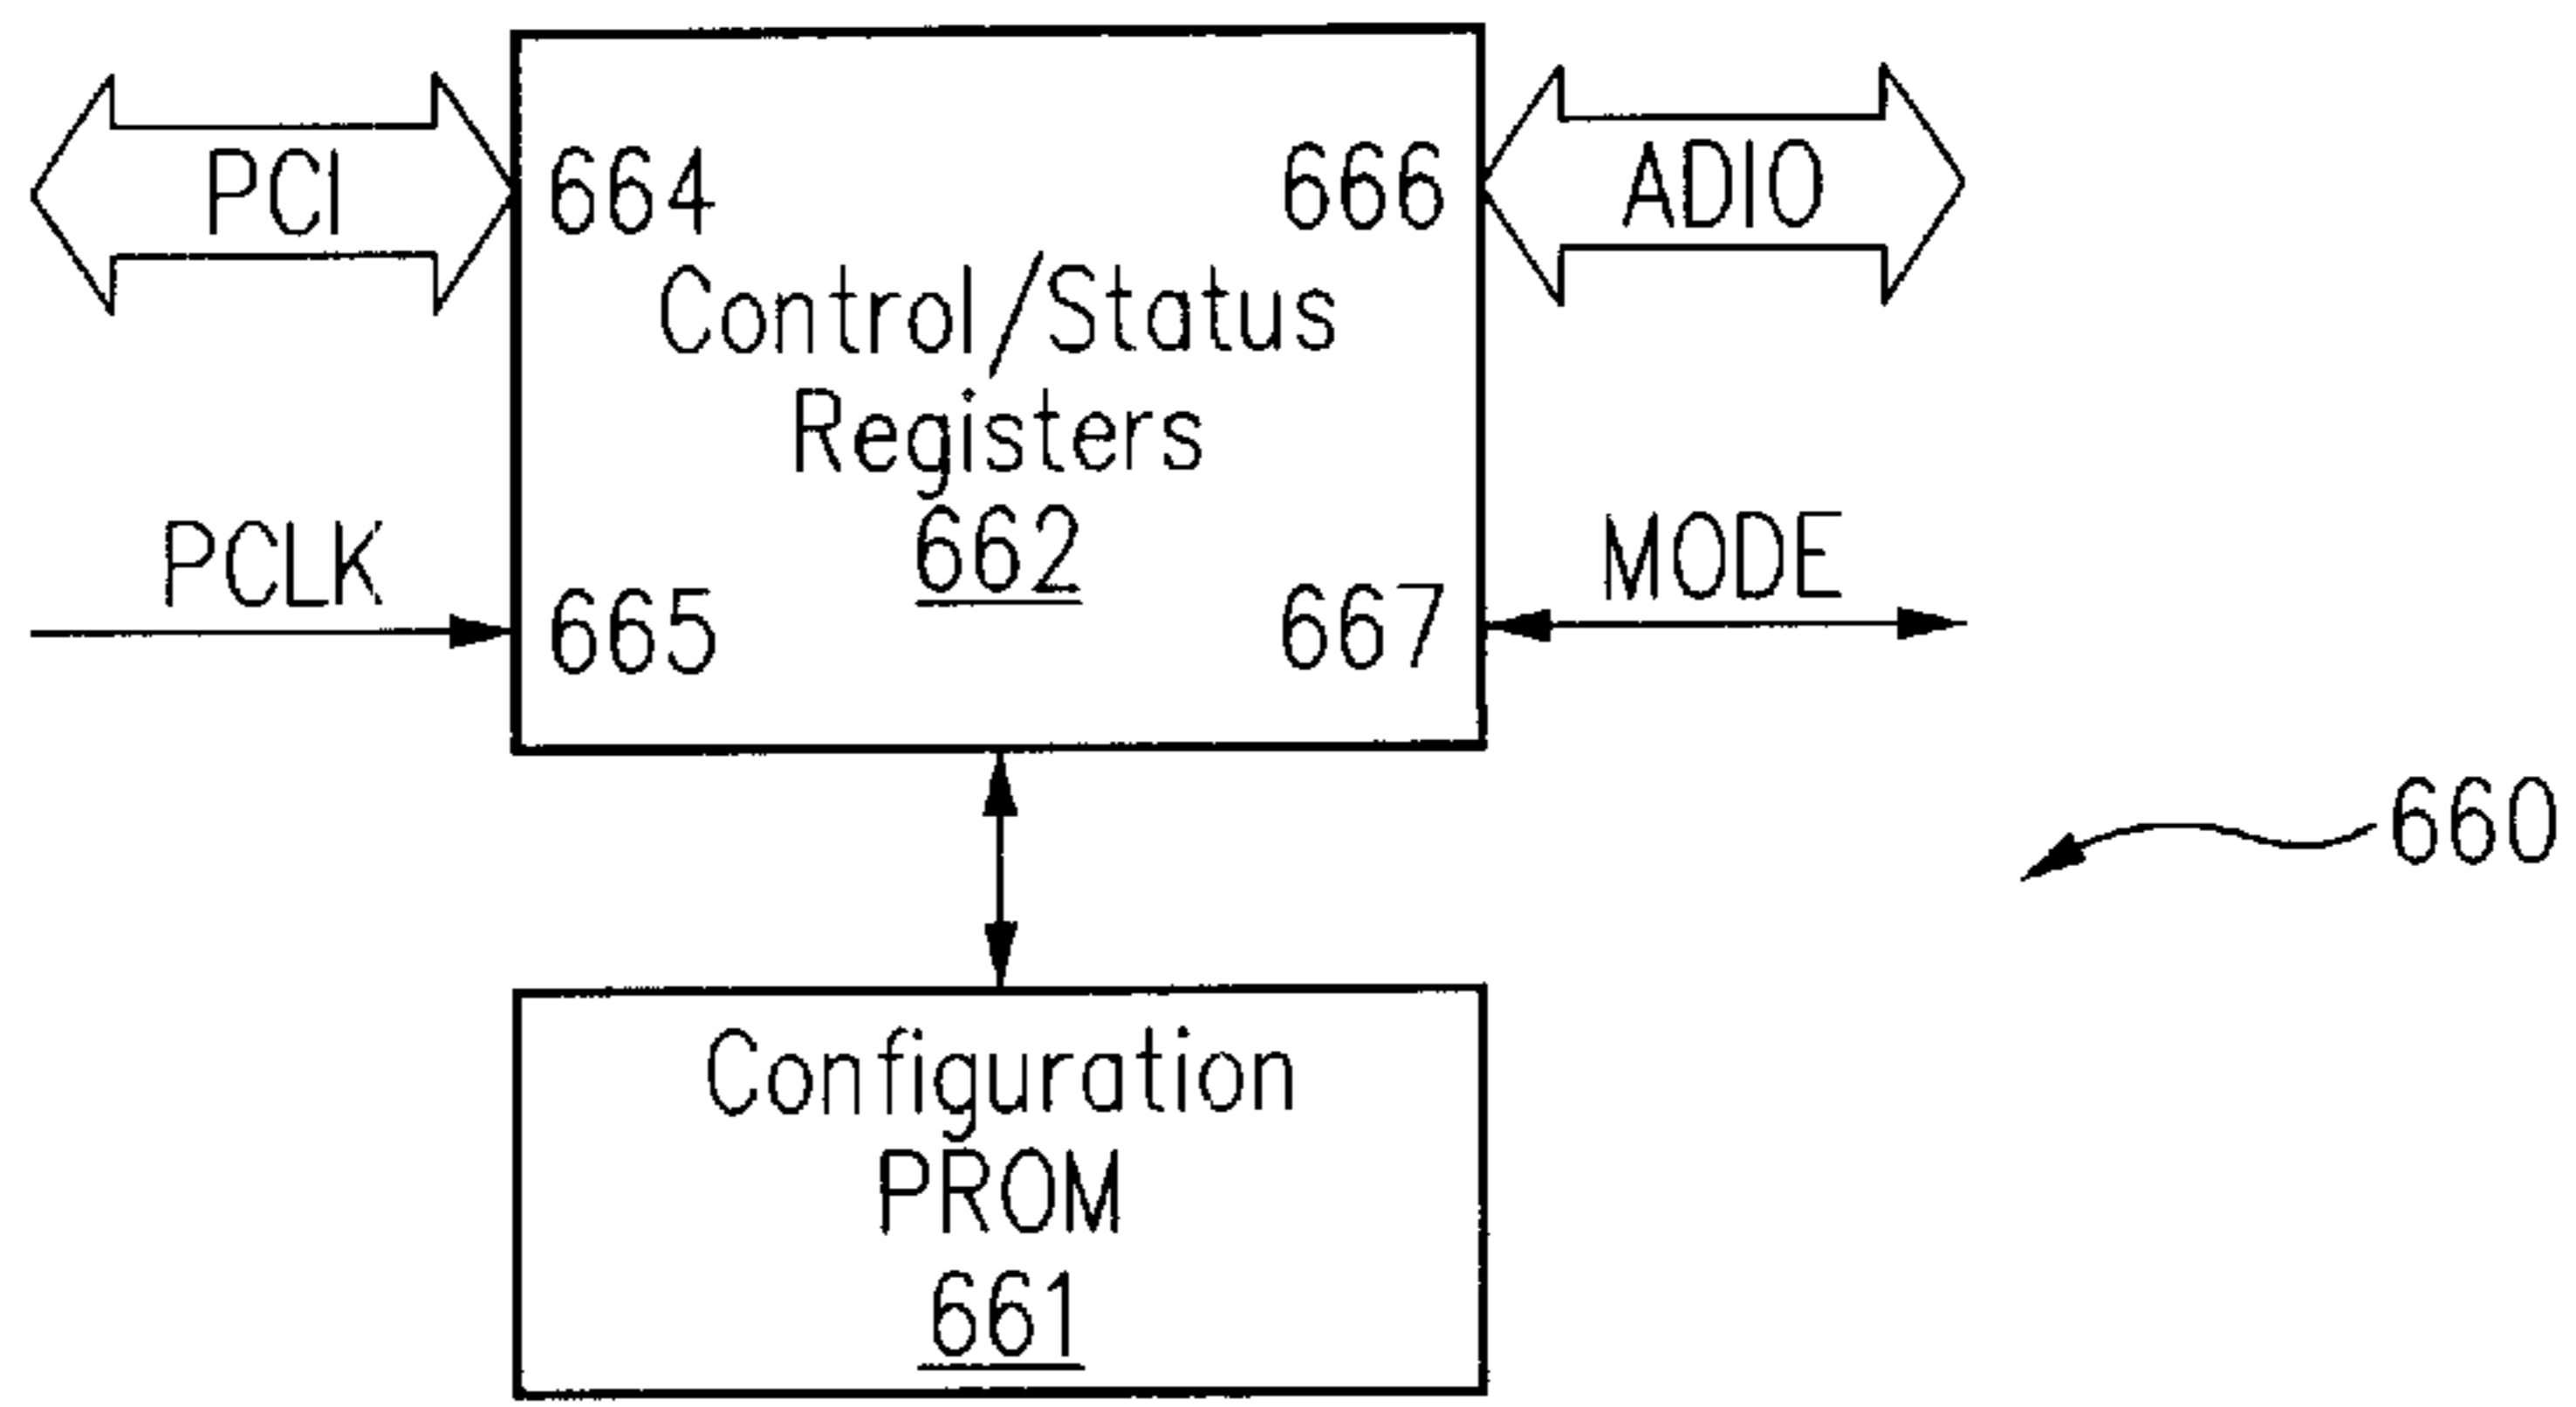 PCI
664
666
ADIO
Control/Status
Registers
662
PCLK
665
667
MODE
660
Configuration
PROM
661